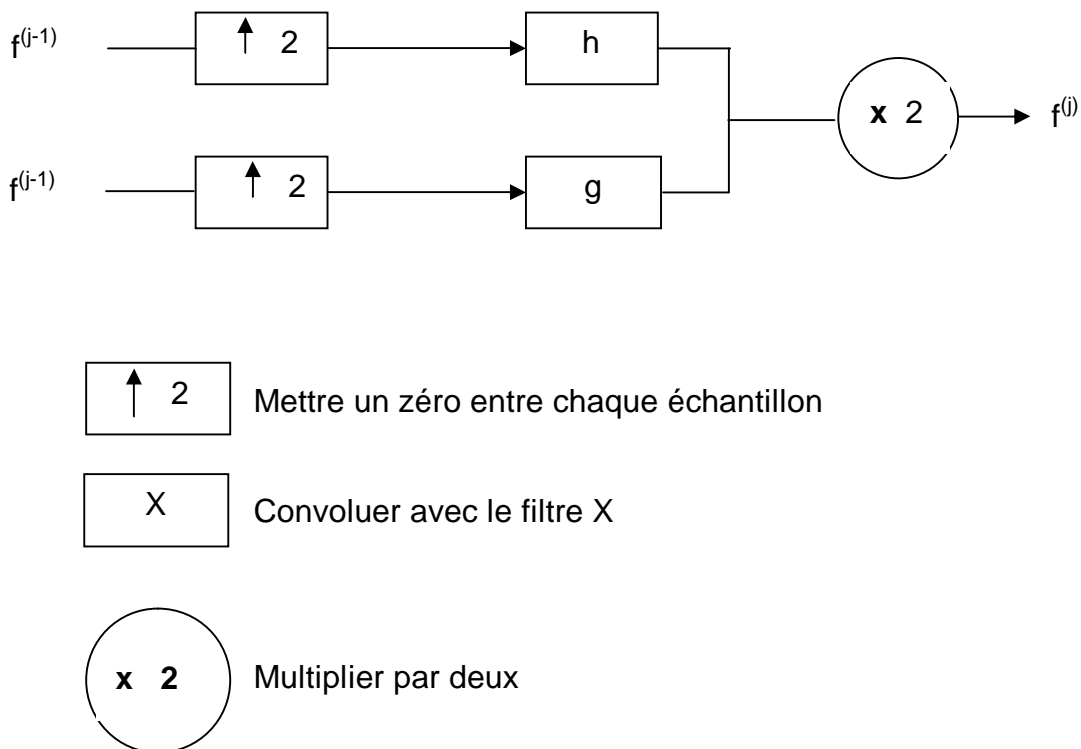 f(j-1) ↑ 2 h
x 2 f(j)
f(j-1) ↑ 2 g
↑ 2 Mettre un zéro entre chaque échantillon
X Convoluer avec le filtre X
x 2 Multiplier par deux